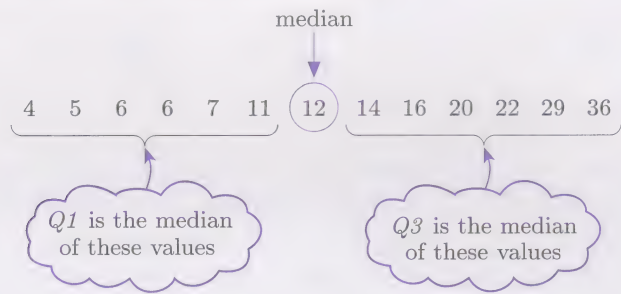 median
4 5 6 6 7 11 12 14 16 20 22 29 36
Q1 is the median
of these values
Q3 is the median
of these values